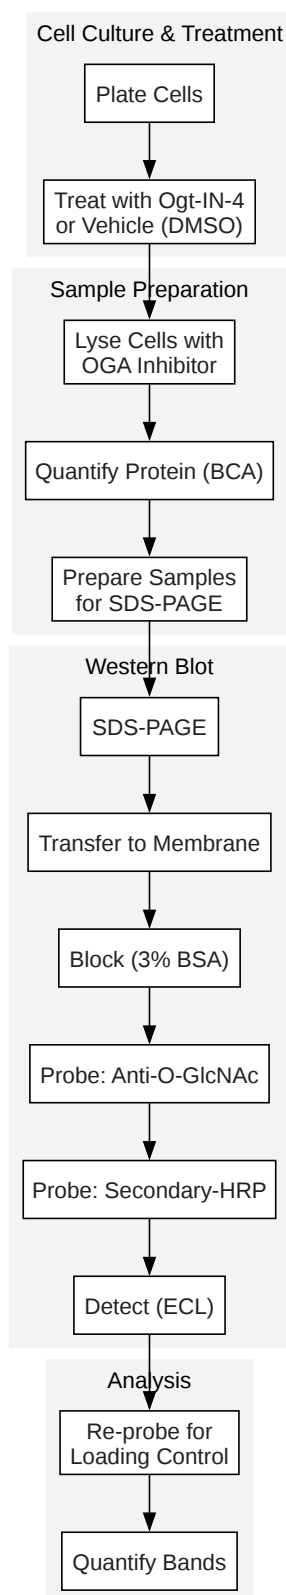 Cell Culture & Treatment
Plate Cells
Treat with Ogt-IN-4
or Vehicle (DMSO)
Sample Preparation
Lyse Cells with
OGA Inhibitor
Quantify Protein (BCA)
Prepare Samples
for SDS-PAGE
Western Blot
SDS-PAGE
Transfer to Membrane
Block (3% BSA)
Probe: Anti-O-GlcNAc
Probe: Secondary-HRP
Detect (ECL)
Analysis
Re-probe for
Loading Control
Quantify Bands